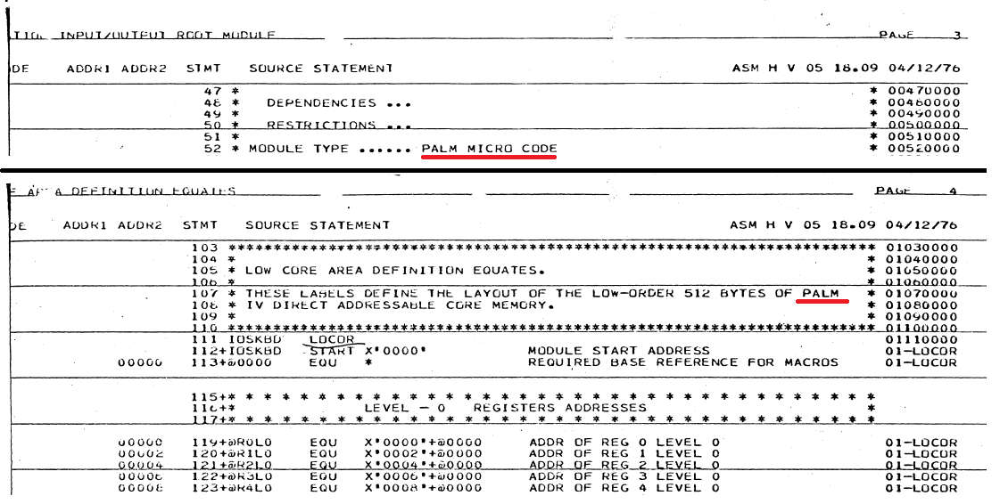 INPUT/OUTPUT ROOT MODULE PAGE 3
DE ADDR1 ADDR2 STMT SOURCE STATEMENT ASM H V 05 18.09 04/12/76
47 * * 00470000
48 * DEPENDENCIES ... * 00480000
49 * * 00490000
50 * RESTRICTIONS ... * 00500000
51 * * 00510000
52 * MODULE TYPE ...... PALM MICRO CODE * 00520000
DEFINITION EQUATES PAGE 4
E ADDR1 ADDR2 STMT SOURCE STATEMENT ASM H V 05 18.09 04/12/76
103 ************************************************************************ 01030000
104 * * 01040000
105 * LOW CORE AREA DEFINITION EQUATES. * 01050000
106 * * 01060000
107 * THESE LABELS DEFINE THE LAYOUT OF THE LOW-ORDER 512 BYTES OF PALM * 01070000
108 * IV DIRECT ADDRESSABLE CORE MEMORY. * 01080000
109 * * 01090000
110 ************************************************************************ 01100000
111 IOSKBD LOCOR 01110000
112+IOSKBD START X'0000' MODULE START ADDRESS 01-LOCOR
00000 113+@0000 EQU * REQUIRED BASE REFERENCE FOR MACROS 01-LOCOR
115+* * * * * * * * * * * * * * * * * * * * * * * * * * * * * * *
116+* LEVEL - 0 REGISTERS ADDRESSES *
117+* * * * * * * * * * * * * * * * * * * * * * * * * * * * * * *
00000 119+@R0L0 EQU X'0000'+@0000 ADDR OF REG 0 LEVEL 0 01-LOCOR
00002 120+@R1L0 EQU X'0002'+@0000 ADDR OF REG 1 LEVEL 0 01-LOCOR
00004 121+@R2L0 EQU X'0004'+@0000 ADDR OF REG 2 LEVEL 0 01-LOCOR
00006 122+@R3L0 EQU X'0006'+@0000 ADDR OF REG 3 LEVEL 0 01-LOCOR
00008 123+@R4L0 EQU X'0008'+@0000 ADDR OF REG 4 LEVEL 0 01-LOCOR